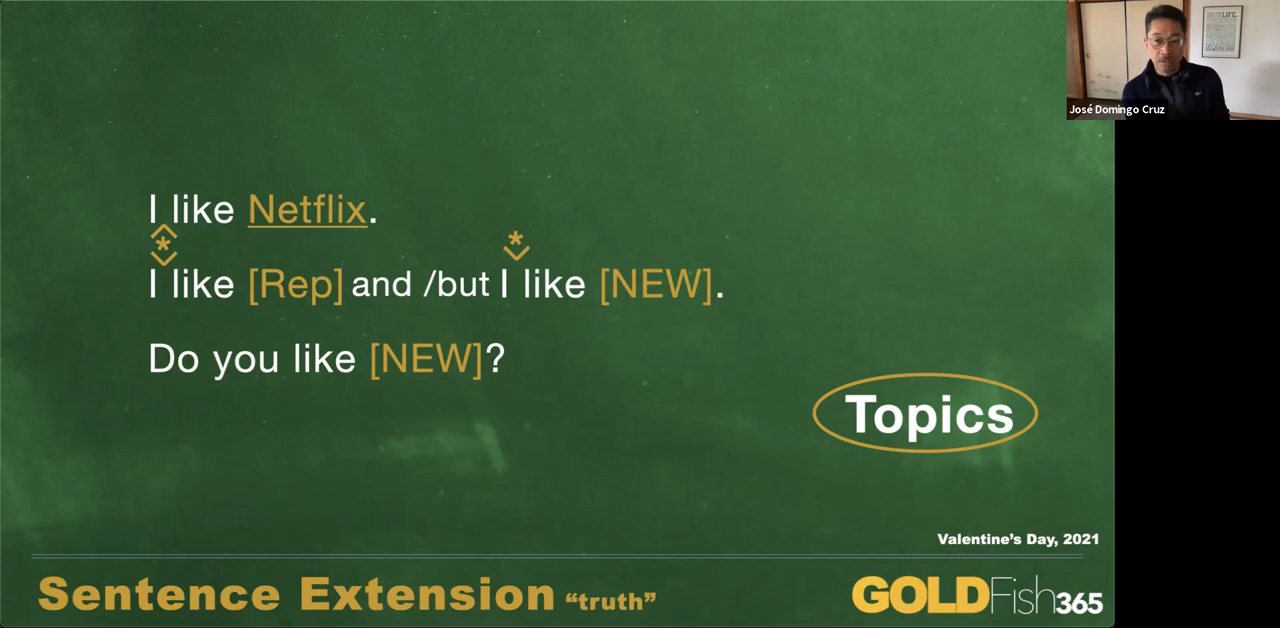 José Domingo Cruz
I like Netflix.
*
*
I like [Rep] and /but I like [NEW].
Do you like [NEW]?
Topics
Valentine's Day, 2021
Sentence Extension “truth”
GOLDFish365